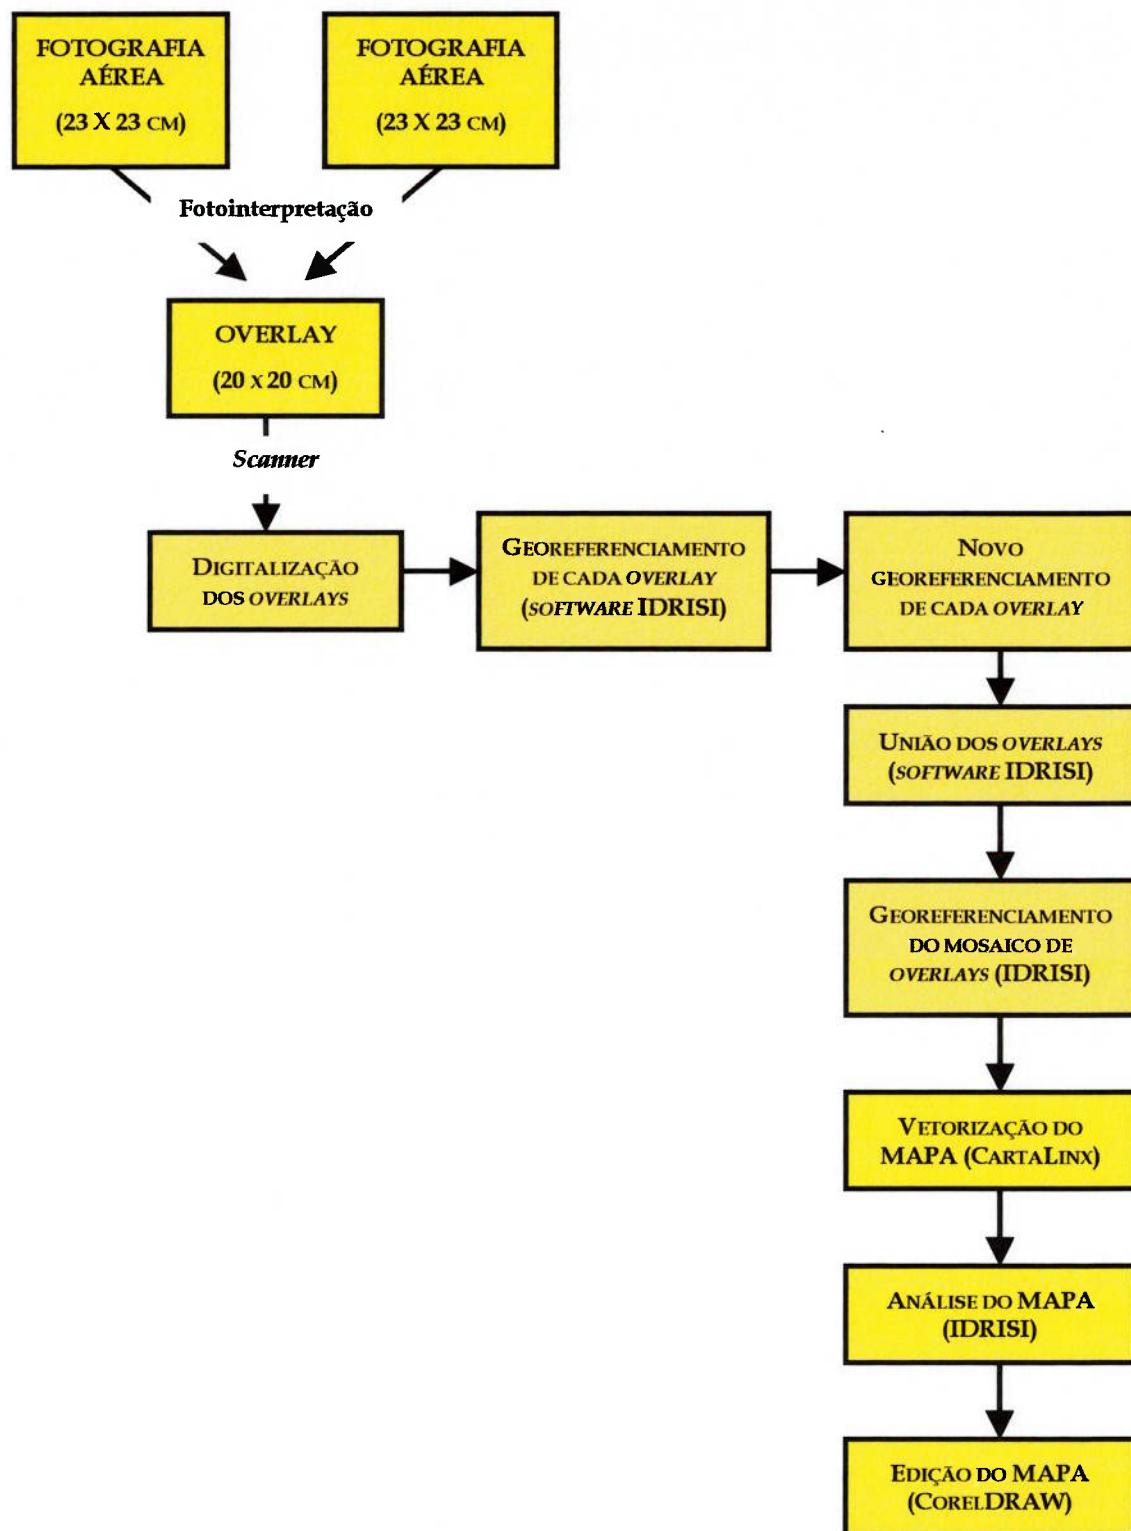 FOTOGRAFIA
AÉREA
(23 X 23 CM)
FOTOGRAFIA
AÉREA
(23 X 23 CM)
Fotointerpretação
OVERLAY
(20 X 20 CM)
Scanner
DIGITALIZAÇÃO
DOS OVERLAYS
GEOREFERENCIAMENTO
DE CADA OVERLAY
(SOFTWARE IDRISI)
NOVO
GEOREFERENCIAMENTO
DE CADA OVERLAY
UNIÃO DOS OVERLAYS
(SOFTWARE IDRISI)
GEOREFERENCIAMENTO
DO MOSAICO DE
OVERLAYS (IDRISI)
VETORIZAÇÃO DO
MAPA (CARTALINX)
ANÁLISE DO MAPA
(IDRISI)
EDIÇÃO DO MAPA
(CORELDRAW)